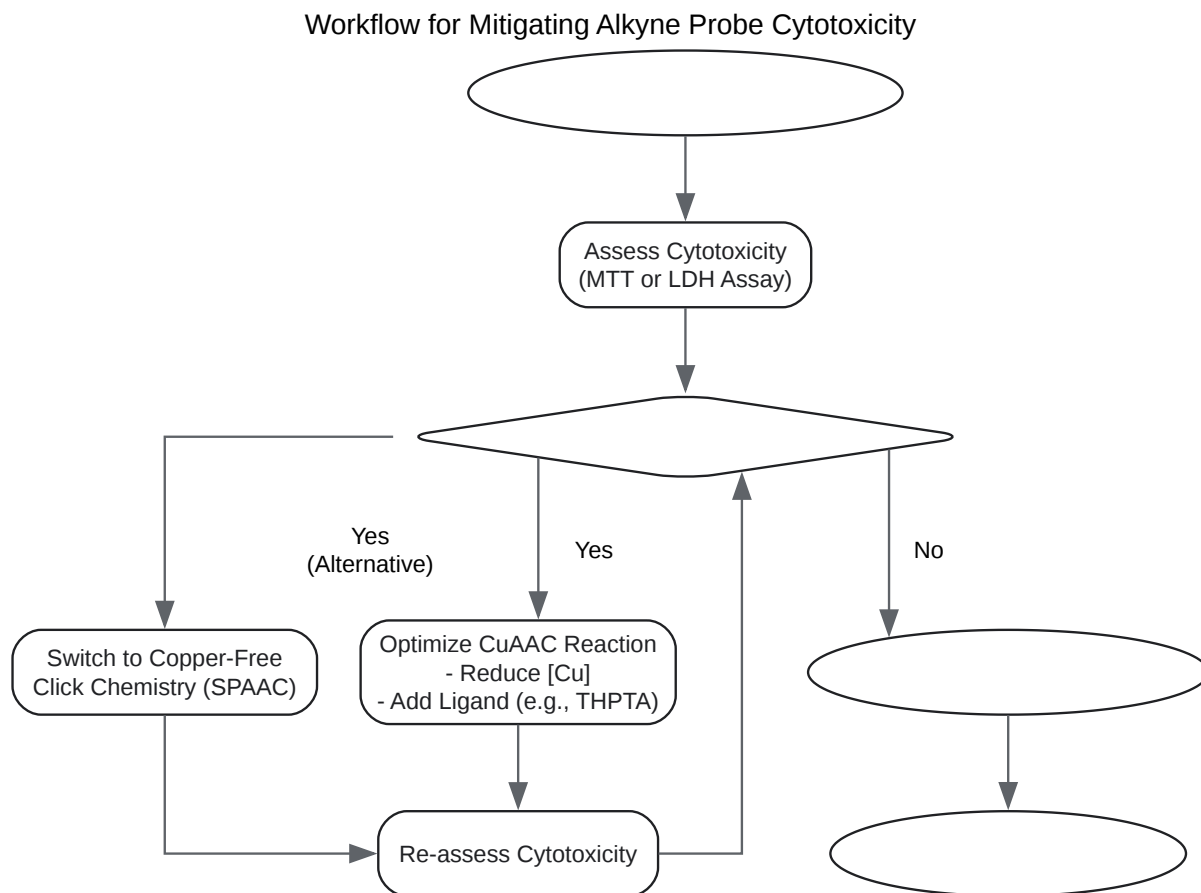 Workflow for Mitigating Alkyne Probe Cytotoxicity
Assess Cytotoxicity
(MTT or LDH Assay)
Yes
(Alternative)
Yes
No
Switch to Copper-Free
Click Chemistry (SPAAC)
Optimize CuAAC Reaction
- Reduce [Cu]
- Add Ligand (e.g., THPTA)
Re-assess Cytotoxicity